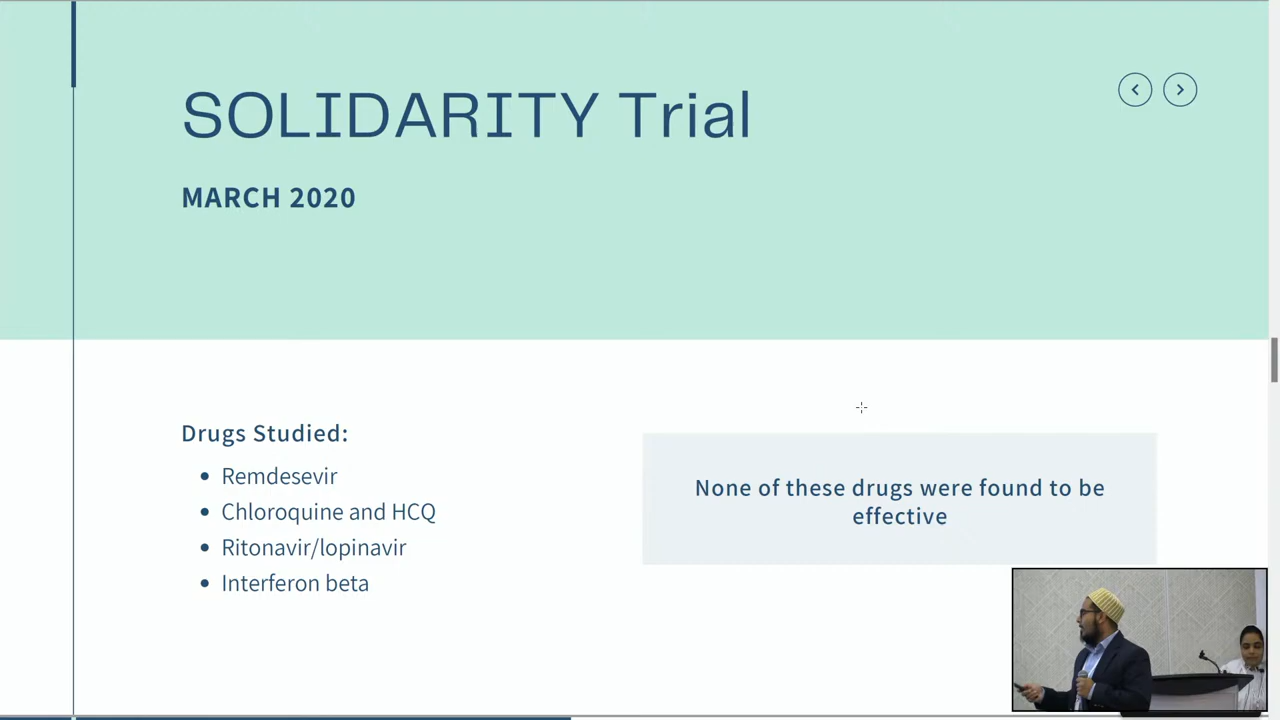 SOLIDARITY Trial
MARCH 2020
Drugs Studied:
• Remdesevir
• Chloroquine and HCQ
• Ritonavir/lopinavir
• Interferon beta
None of these drugs were found to be
effective